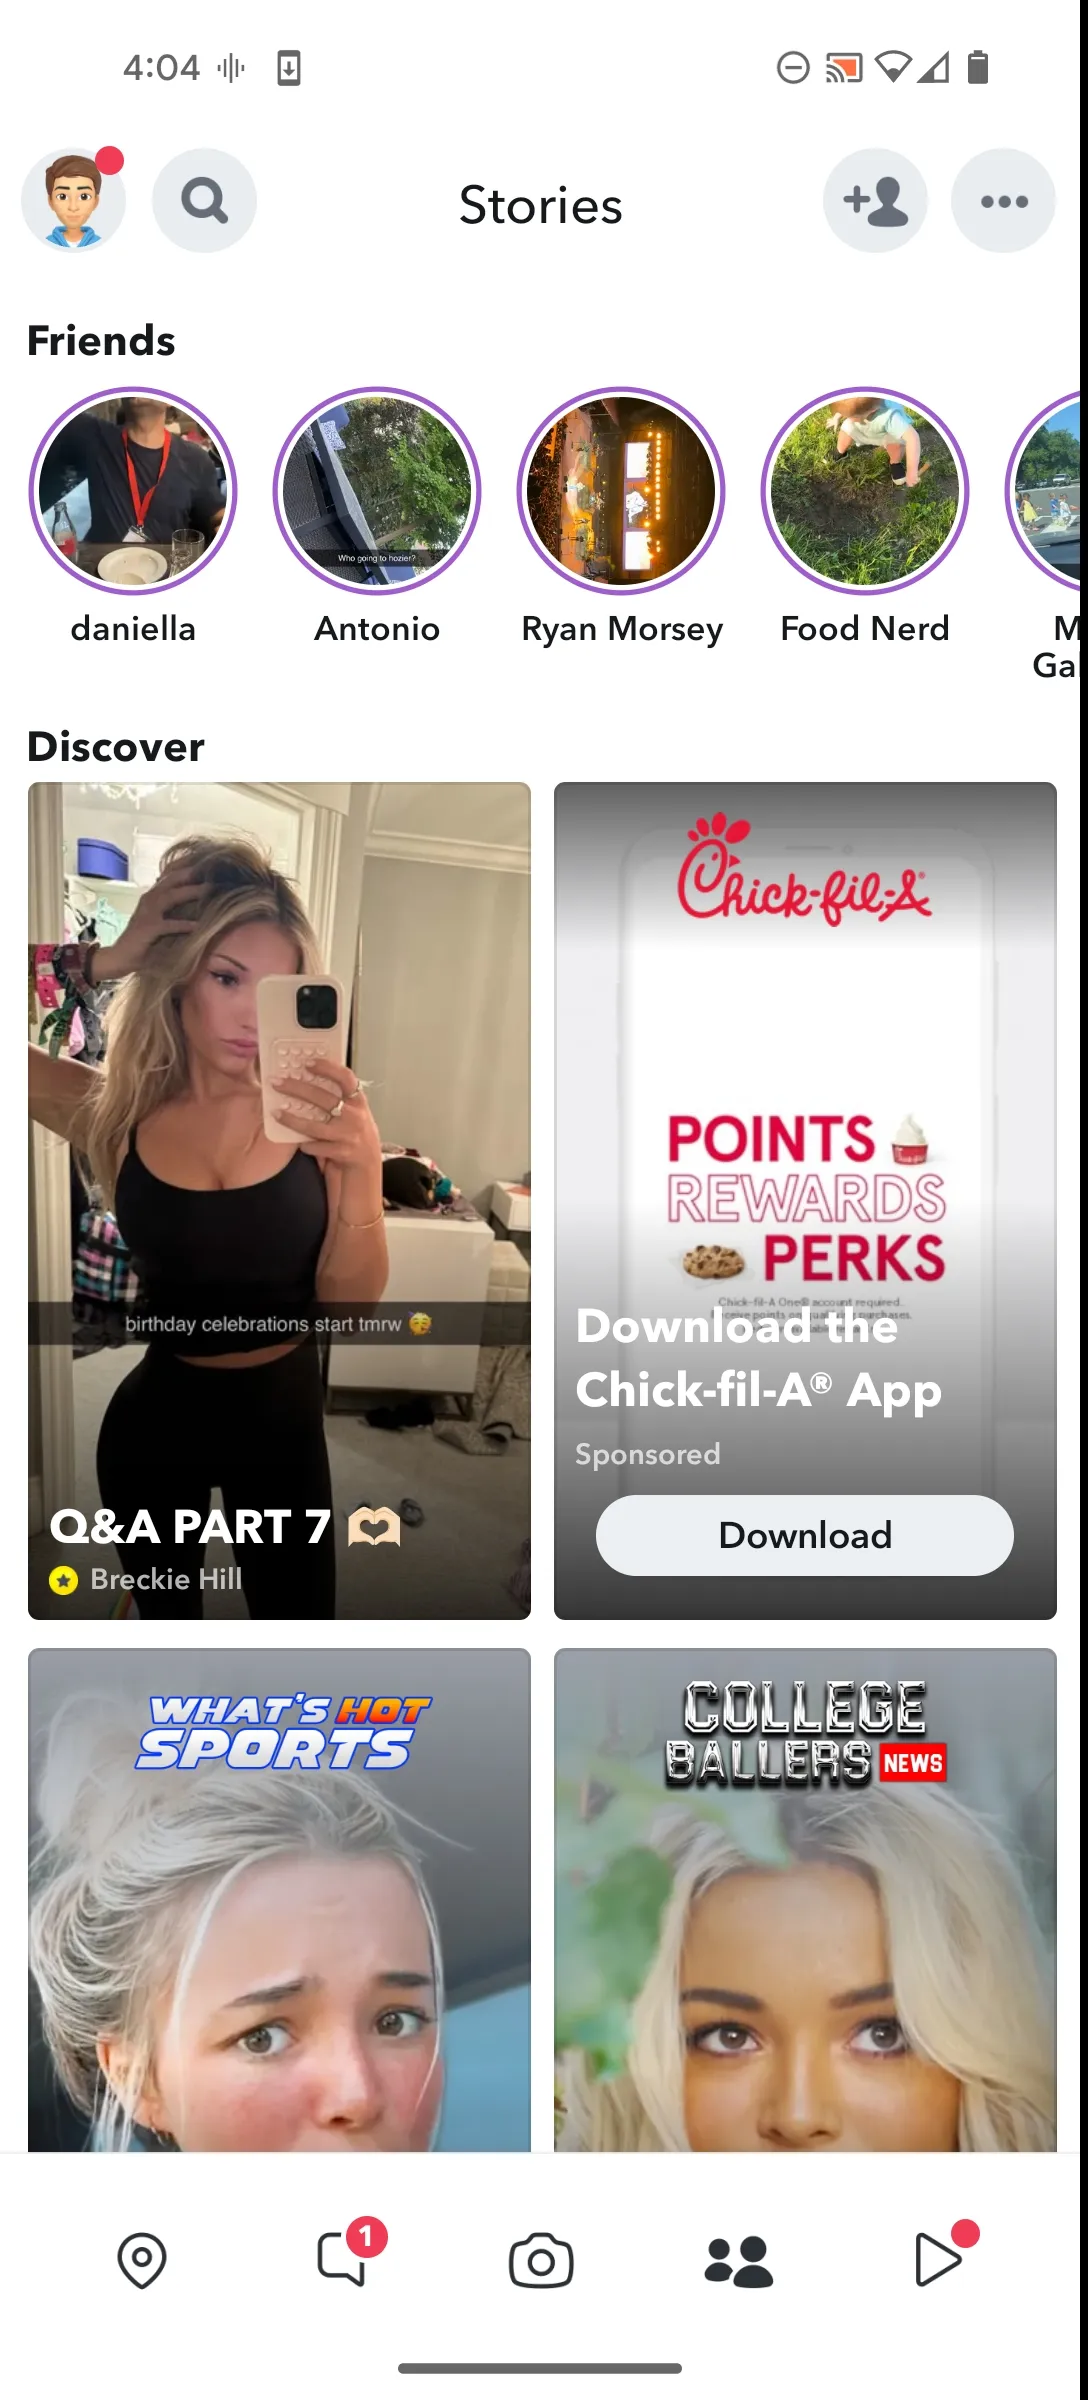 4:04
Stories
Friends
Who going to hozier?
daniella
Antonio
Ryan Morsey
Food Nerd
M
Gal
Discover
birthday celebrations start tmrw 🥳
Q&A PART 7 🫶🏻
Breckie Hill
Chick-fil-A®
POINTS
REWARDS
PERKS
Chick-fil-A One® account required.
Download the
Chick-fil-A® App
Sponsored
Download
WHAT'S HOT
SPORTS
COLLEGE
BALLERS NEWS
1